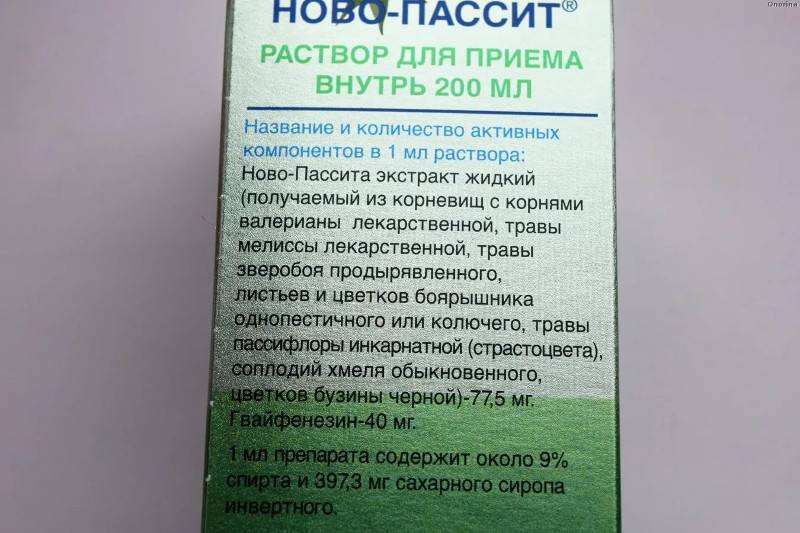 Onorina
НОВО-ПАССИТ®
РАСТВОР ДЛЯ ПРИЕМА
ВНУТРЬ 200 МЛ
Название и количество активных
компонентов в 1 мл раствора:
Ново-Пассита экстракт жидкий
(получаемый из корневищ с корнями
валерианы лекарственной, травы
мелиссы лекарственной, травы
зверобоя продырявленного,
листьев и цветков боярышника
однопестичного или колючего, травы
пассифлоры инкарнатной (страстоцвета),
соплодий хмеля обыкновенного,
цветков бузины черной)-77,5 мг.
Гвайфенезин-40 мг.
1 мл препарата содержит около 9%
спирта и 397,3 мг сахарного сиропа
инвертного.